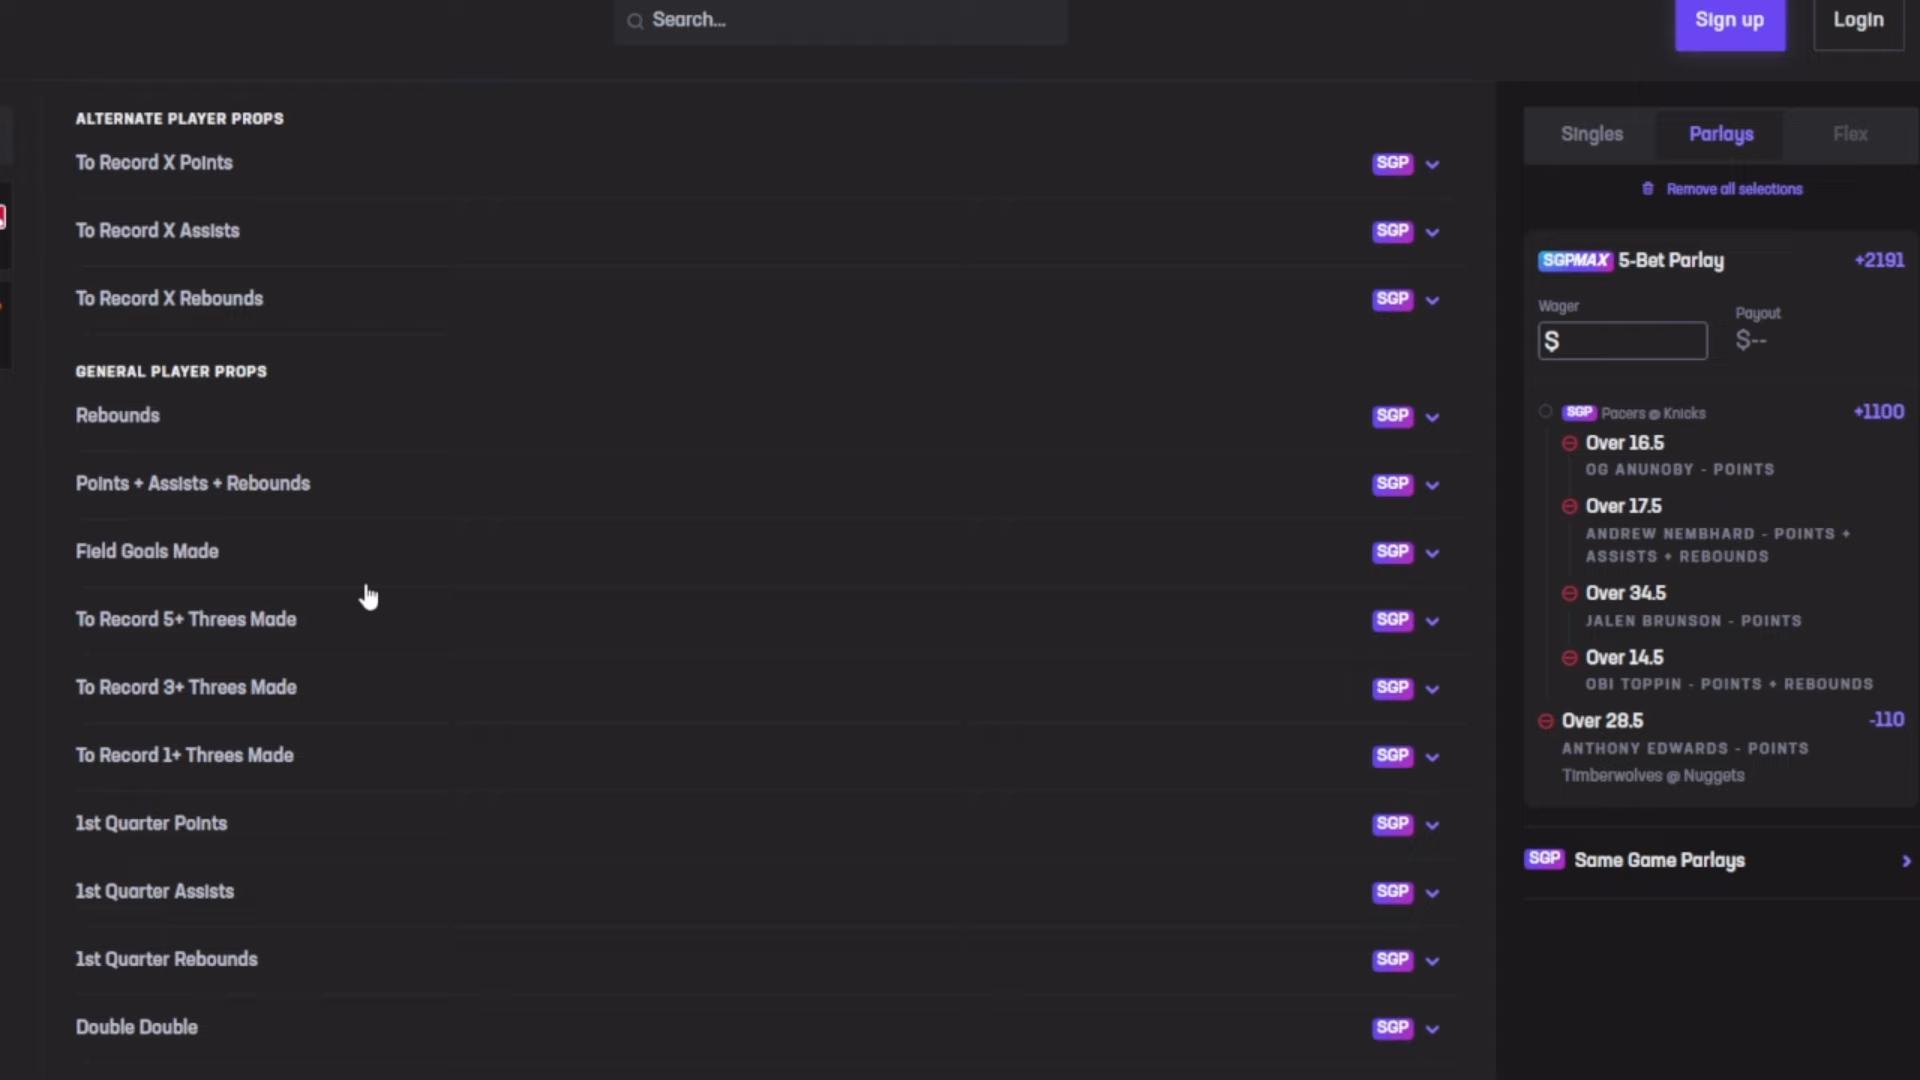 Search...
Sign up
Login
ALTERNATE PLAYER PROPS
To Record X Points
SGP
To Record X Assists
SGP
To Record X Rebounds
SGP
GENERAL PLAYER PROPS
Rebounds
SGP
Points + Assists + Rebounds
SGP
Field Goals Made
SGP
To Record 5+ Threes Made
SGP
To Record 3+ Threes Made
SGP
To Record 1+ Threes Made
SGP
1st Quarter Points
SGP
1st Quarter Assists
SGP
1st Quarter Rebounds
SGP
Double Double
SGP
Singles
Parlays
Flex
Remove all selections
SGPMAX 5-Bet Parlay +2191
Wager
Payout
$
$--
SGP Pacers @ Knicks +1100
Over 16.5
OG ANUNOBY - POINTS
Over 17.5
ANDREW NEMBHARD - POINTS +
ASSISTS + REBOUNDS
Over 34.5
JALEN BRUNSON - POINTS
Over 14.5
OBI TOPPIN - POINTS + REBOUNDS
Over 28.5 -110
ANTHONY EDWARDS - POINTS
Timberwolves @ Nuggets
SGP Same Game Parlays